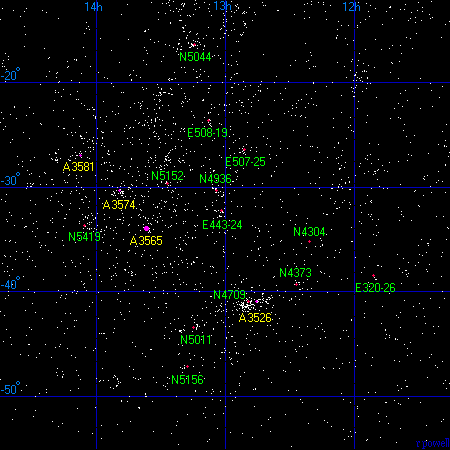 14h 13h 12h
N5044
-20°
E508-19
E507-25
A3581
N5152 N4936
-30°
A3574
E443-24
N5419 A3565 N4304
N4373
-40°
N4709 E320-26
A3526
N5011
N5156
-50°